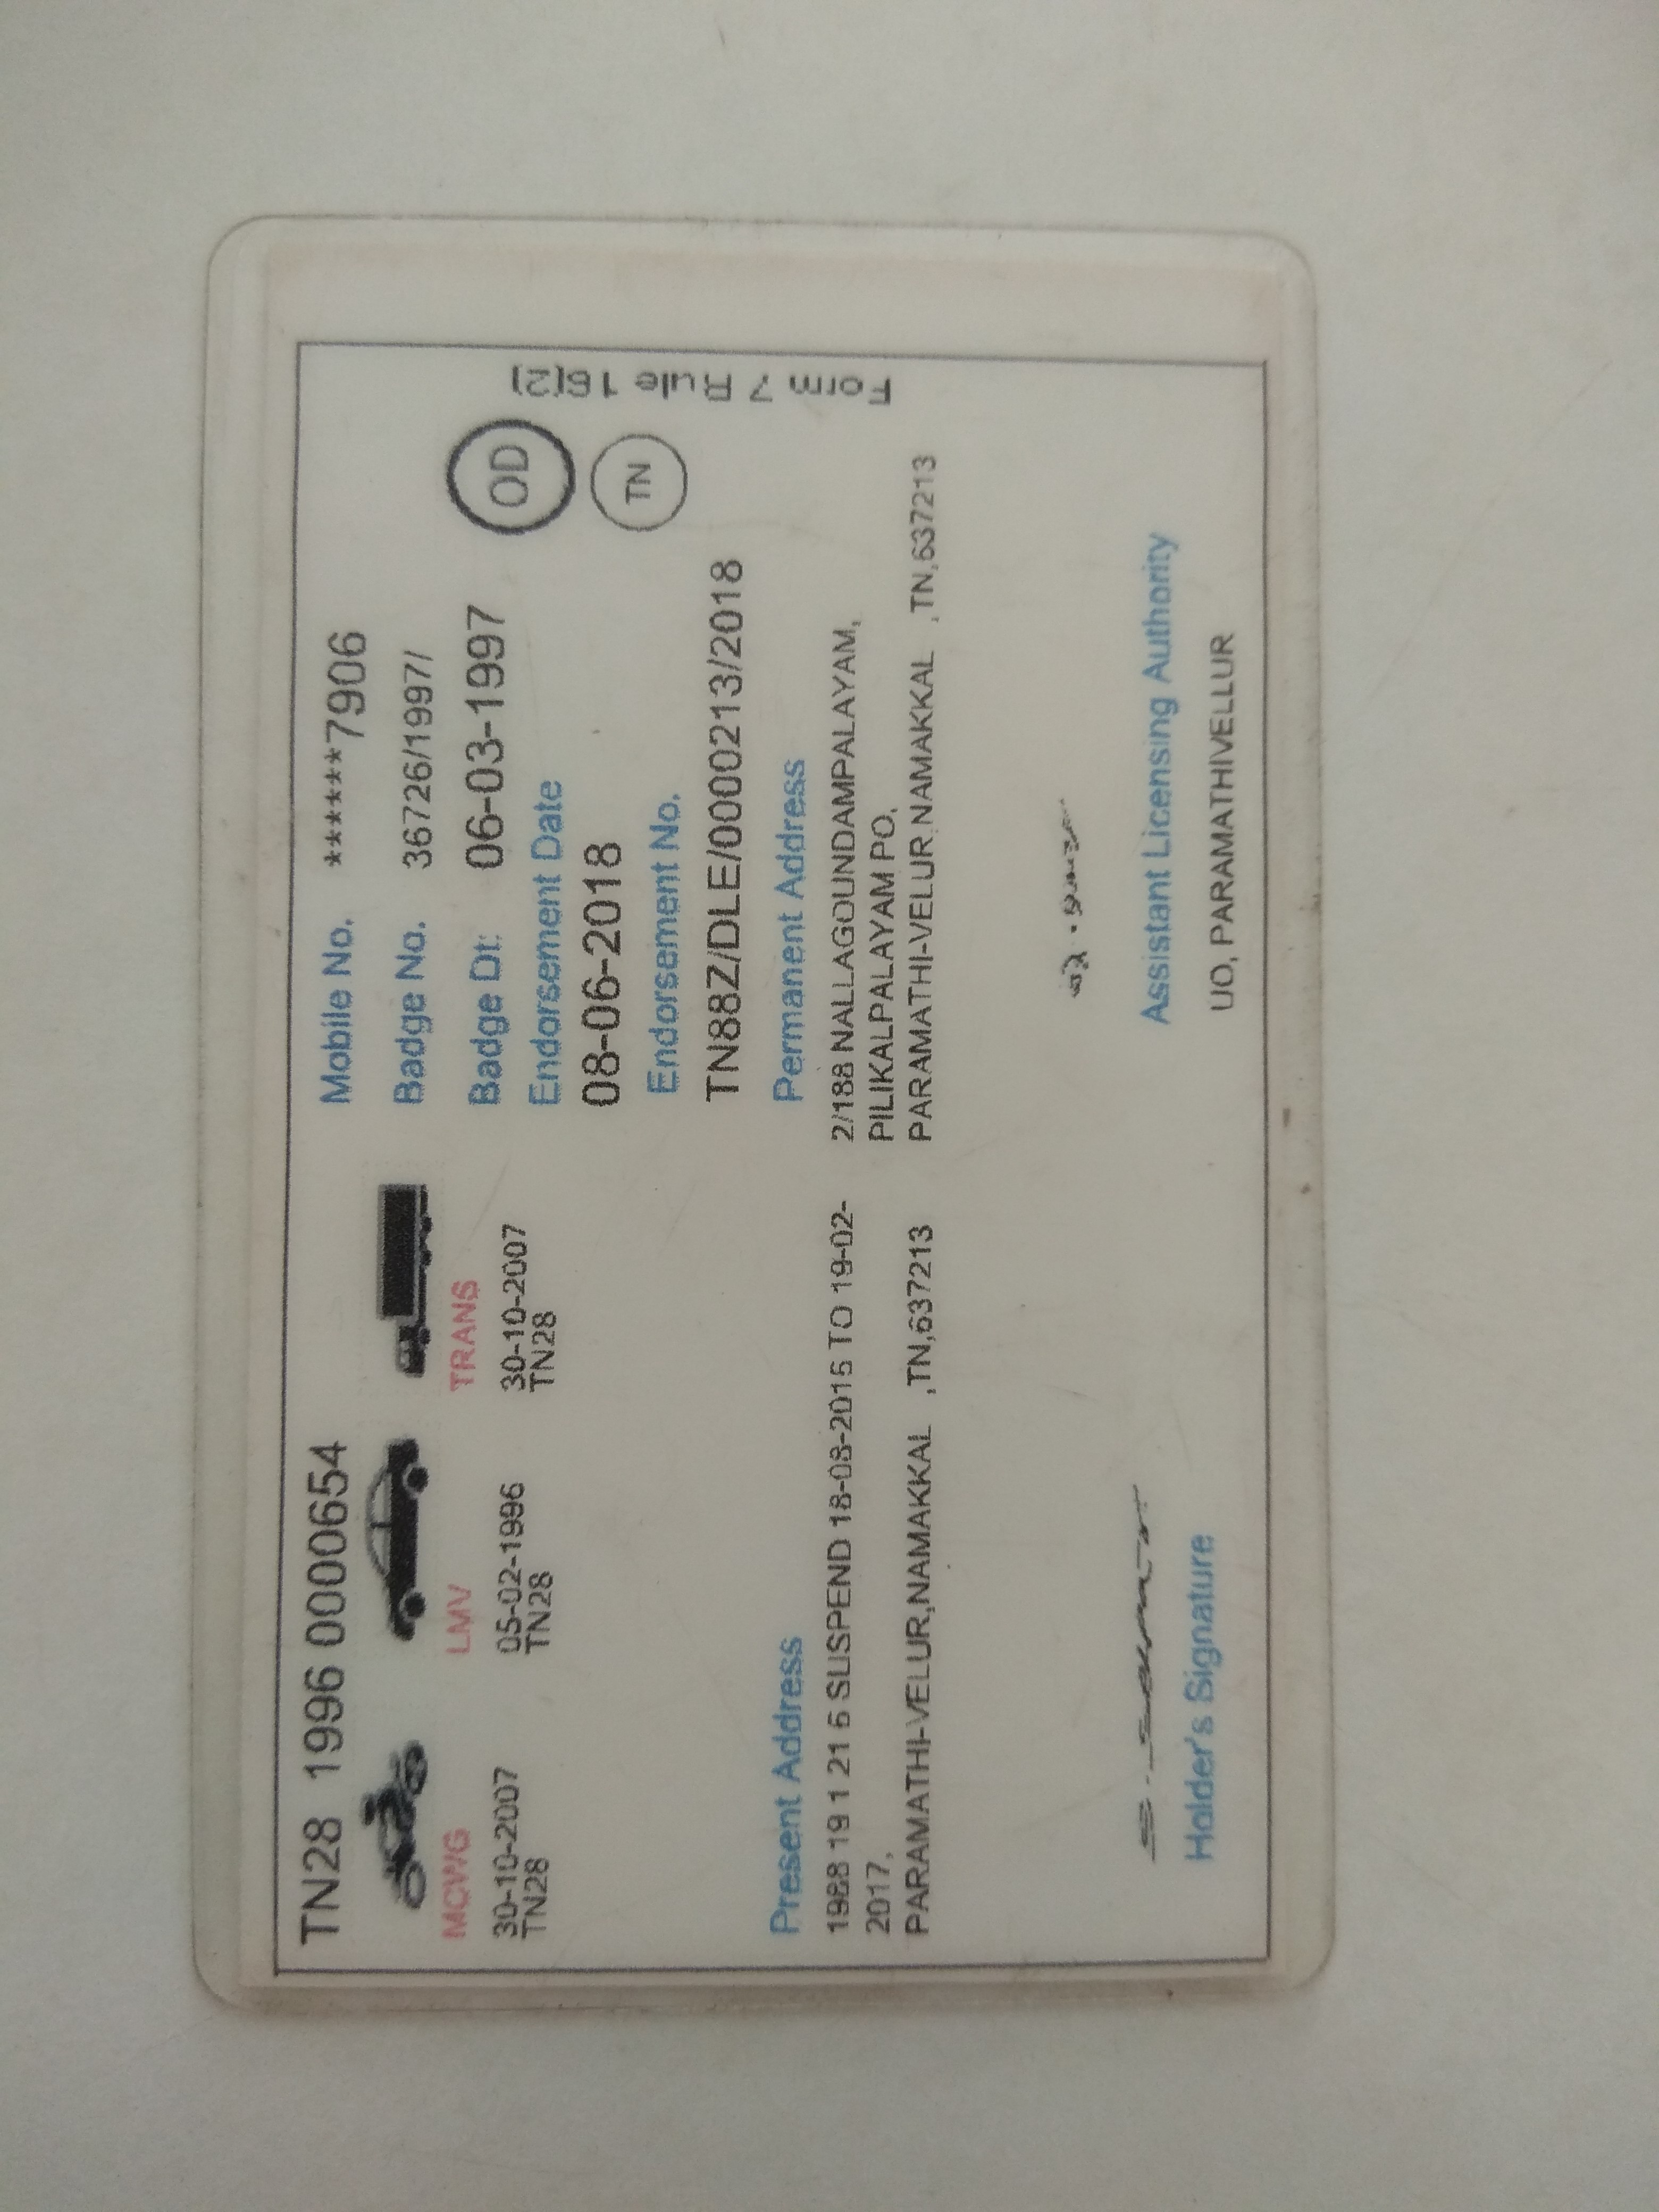 TN28 1996 0000654
MCWG LMV TRANS
30-10-2007 05-02-1996 30-10-2007
TN28 TN28 TN28
Mobile No. ******7906
Badge No. 36726/1997/
Badge Dt: 06-03-1997
Endorsement Date
08-06-2018
Endorsement No.
TN88Z/DLE/0000213/2018
OD
TN
Form 7 Rule 16(2)
Present Address
1988 19 1 21 6 SUSPEND 18-08-2015 TO 19-02-
2017,
PARAMATHI-VELUR,NAMAKKAL ,TN,637213
Permanent Address
2/188 NALLAGOUNDAMPALAYAM,
PILIKALPALAYAM PO,
PARAMATHI-VELUR,NAMAKKAL ,TN,637213
Holder's Signature
Assistant Licensing Authority
UO, PARAMATHIVELLUR